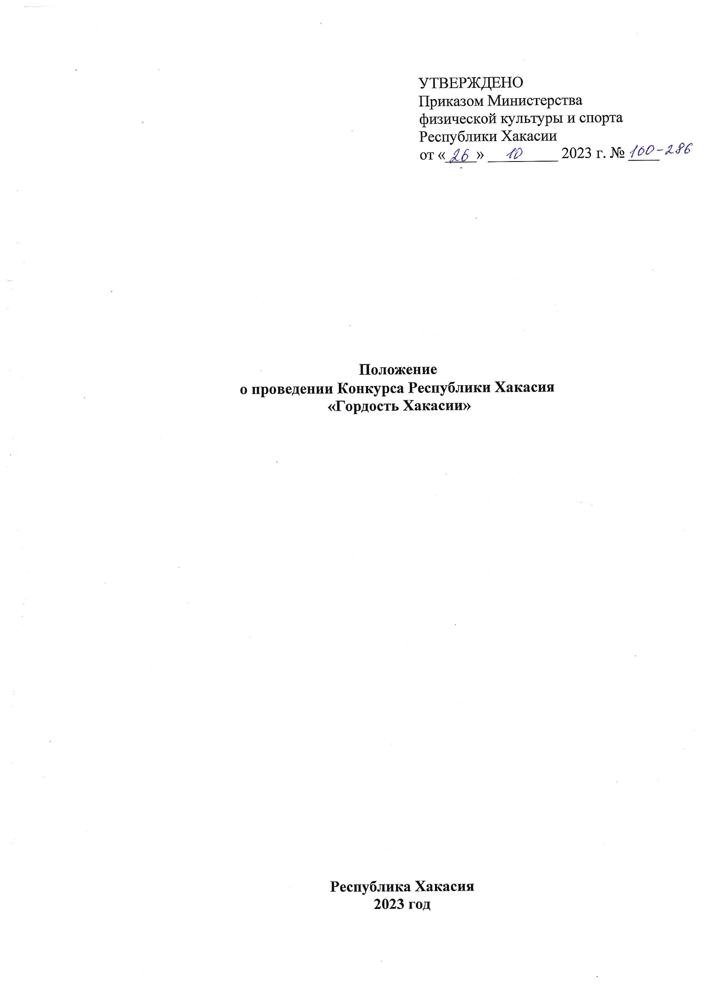 УТВЕРЖДЕНО
Приказом Министерства
физической культуры и спорта
Республики Хакасии
от «26» 10 2023 г. № 160-286
Положение
о проведении Конкурса Республики Хакасия
«Гордость Хакасии»
Республика Хакасия
2023 год